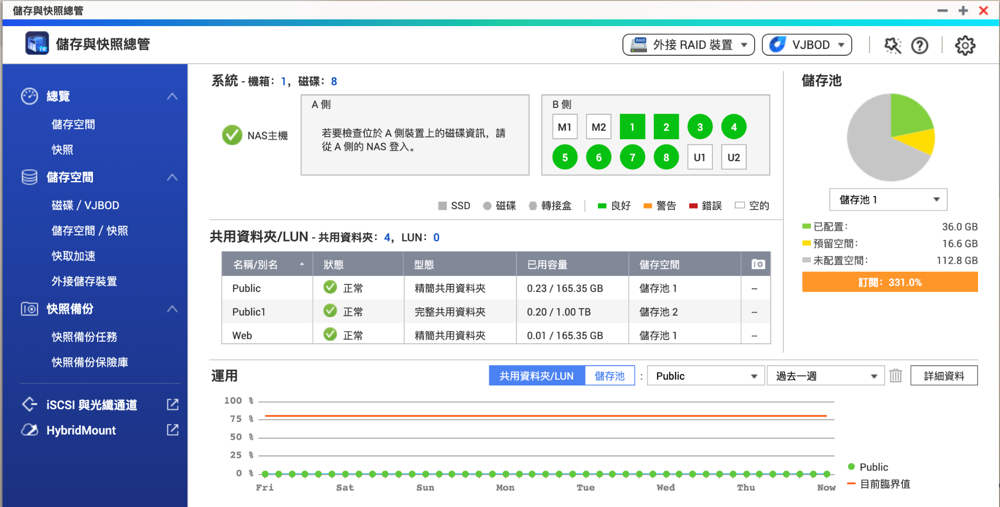 儲存與快照總管
儲存與快照總管
RAID 外接 RAID 裝置
VJBOD
總覽
儲存空間
快照
儲存空間
磁碟 / VJBOD
儲存空間 / 快照
快取加速
外接儲存裝置
快照備份
快照備份任務
快照備份保險庫
iSCSI 與光纖通道
HybridMount
系統 - 機箱： 1， 磁碟： 8
NAS主機
A 側
若要檢查位於 A 側裝置上的磁碟資訊，請
從 A 側的 NAS 登入。
B 側
M1 M2 1 2 3 4
5 6 7 8 U1 U2
SSD 磁碟 轉接盒 良好 警告 錯誤 空的
共用資料夾/LUN - 共用資料夾： 4， LUN： 0
名稱/別名 狀態 型態 已用容量 儲存空間
Public 正常 精簡共用資料夾 0.23 / 165.35 GB 儲存池 1 --
Public1 正常 完整共用資料夾 0.20 / 1.00 TB 儲存池 2 --
Web 正常 精簡共用資料夾 0.01 / 165.35 GB 儲存池 1 --
儲存池
儲存池 1
已配置： 36.0 GB
預留空間： 16.6 GB
未配置空間： 112.8 GB
訂閱： 331.0%
運用
共用資料夾/LUN 儲存池 : Public 過去一週 詳細資料
100 %
75 %
50 %
25 %
0 %
Fri Sat Sun Mon Tue Wed Thu Now
Public
目前臨界值